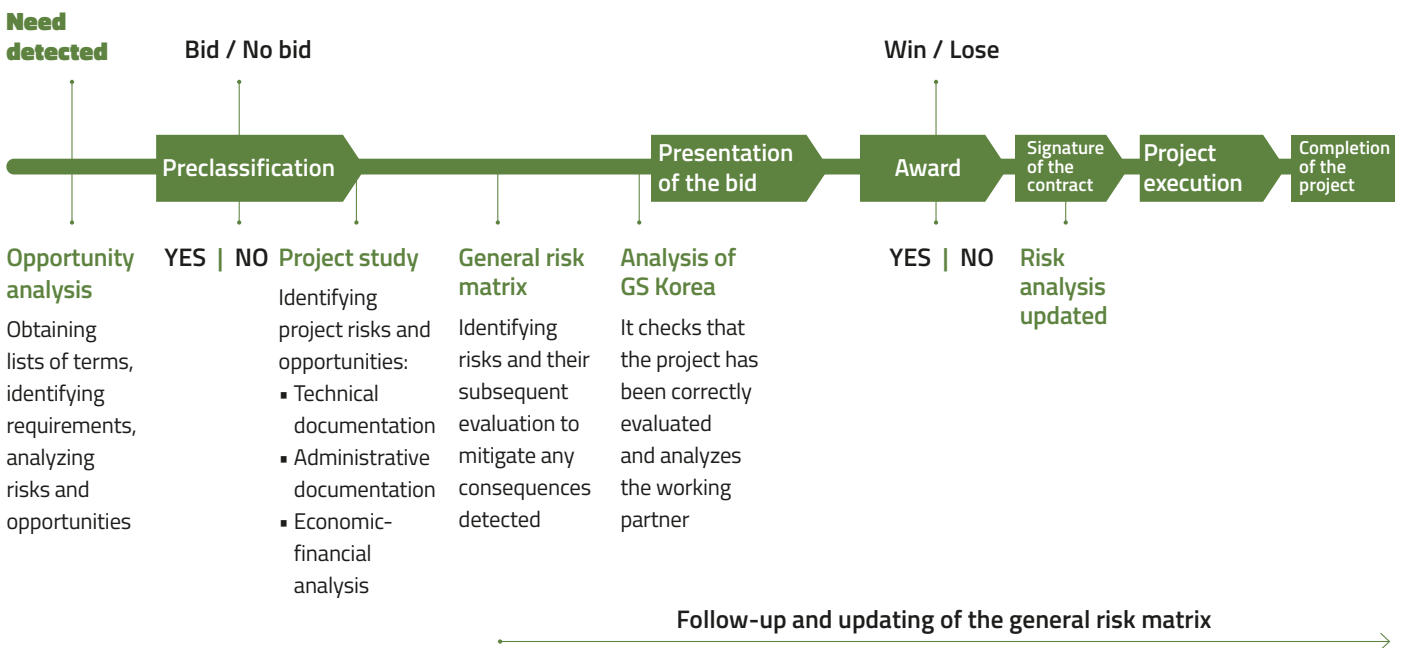 Need
detected
Bid / No bid
Win / Lose
Preclassification
Presentation
of the bid
Award
Signature
of the
contract
Project
execution
Completion
of the
project
Opportunity
analysis
Obtaining
lists of terms,
identifying
requirements,
analyzing
risks and
opportunities
YES | NO
Project study
Identifying
project risks and
opportunities:
▪ Technical
documentation
▪ Administrative
documentation
▪ Economic-
financial
analysis
General risk
matrix
Identifying
risks and their
subsequent
evaluation to
mitigate any
consequences
detected
Analysis of
GS Korea
It checks that
the project has
been correctly
evaluated
and analyzes
the working
partner
YES | NO
Risk
analysis
updated
Follow-up and updating of the general risk matrix